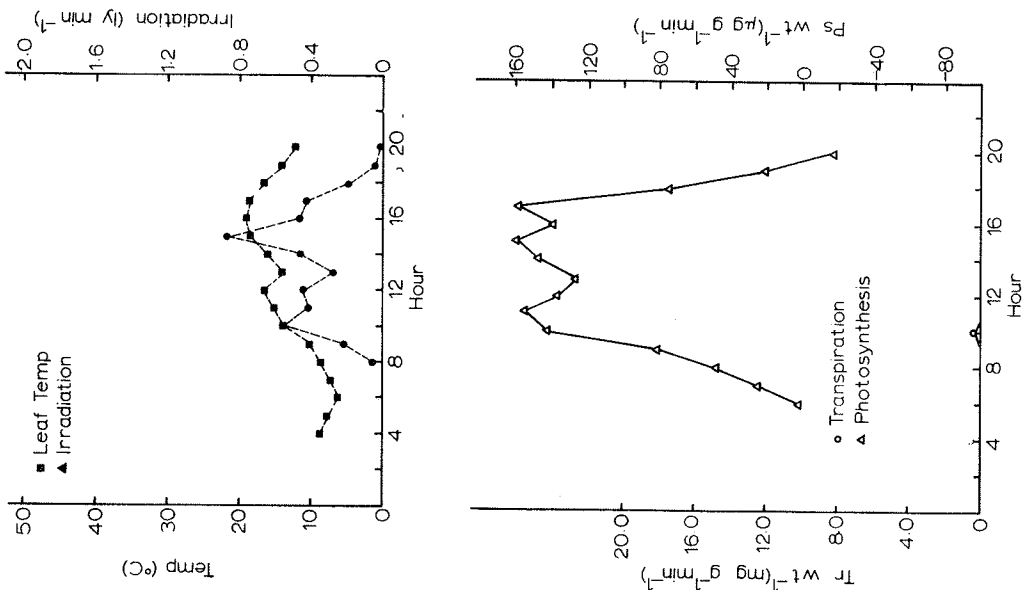 Irradiation (ly min⁻¹)
2.0 1.6 1.2 0.8 0.4 0
■ Leaf Temp
▲ Irradiation
4 8 12 16 20
Hour
50 40 30 20 10 0
Temp (°C)
Ps wt⁻¹(μg g⁻¹min⁻¹)
160 120 80 40 0 -40 -80
○ Transpiration
△ Photosynthesis
4 8 12 16 20
Hour
20.0 16.0 12.0 8.0 4.0 0
Tr wt⁻¹(mg g⁻¹min⁻¹)